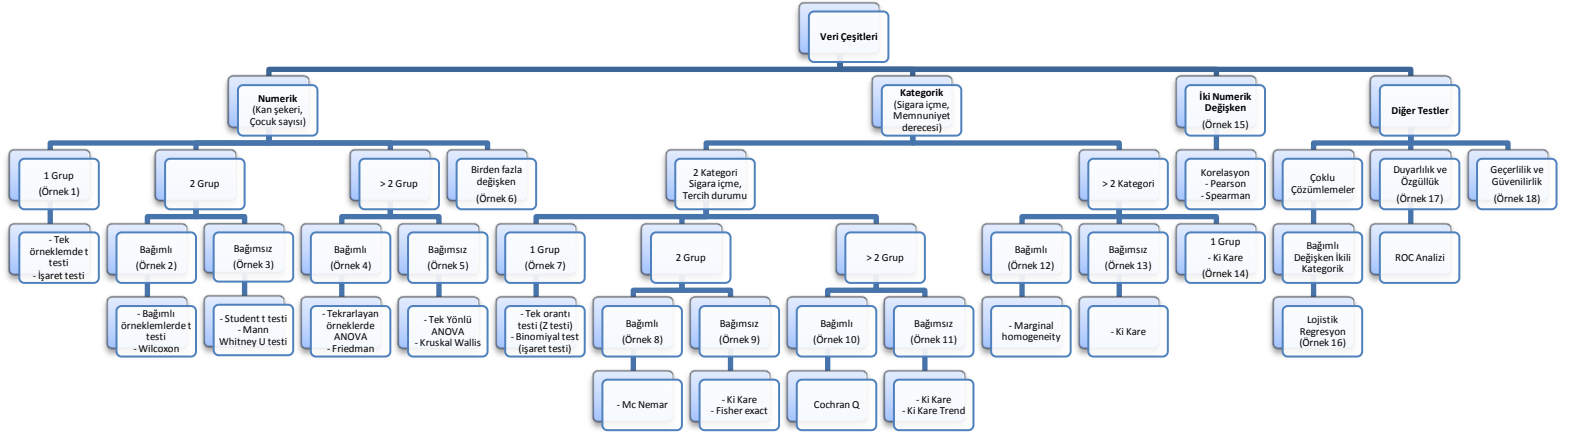 Veri Çeşitleri
Numerik
(Kan şekeri,
Çocuk sayısı)
Kategorik
(Sigara içme,
Memnuniyet
derecesi)
İki Numerik
Değişken
(Örnek 15)
Diğer Testler
1 Grup
(Örnek 1)
2 Grup
> 2 Grup
Birden fazla
değişken
(Örnek 6)
2 Kategori
Sigara içme,
Tercih durumu
> 2 Kategori
Korelasyon
- Pearson
- Spearman
Çoklu
Çözümlemeler
Duyarlılık ve
Özgüllük
(Örnek 17)
Geçerlilik ve
Güvenilirlik
(Örnek 18)
- Tek
örneklemde t
testi
- İşaret testi
Bağımlı
(Örnek 2)
Bağımsız
(Örnek 3)
Bağımlı
(Örnek 4)
Bağımsız
(Örnek 5)
1 Grup
(Örnek 7)
2 Grup
> 2 Grup
Bağımlı
(Örnek 12)
Bağımsız
(Örnek 13)
1 Grup
- Ki Kare
(Örnek 14)
Bağımlı
Değişken İkili
Kategorik
ROC Analizi
- Bağımlı
örneklemlerde t
testi
- Wilcoxon
- Student t testi
- Mann
Whitney U testi
- Tekrarlayan
örneklerde
ANOVA
- Friedman
- Tek Yönlü
ANOVA
- Kruskal Wallis
- Tek orantı
testi (Z testi)
- Binomiyal test
(işaret testi)
Bağımlı
(Örnek 8)
Bağımsız
(Örnek 9)
Bağımlı
(Örnek 10)
Bağımsız
(Örnek 11)
- Marginal
homogeneity
- Ki Kare
Lojistik
Regresyon
(Örnek 16)
- Mc Nemar
- Ki Kare
- Fisher exact
Cochran Q
- Ki Kare
- Ki Kare Trend